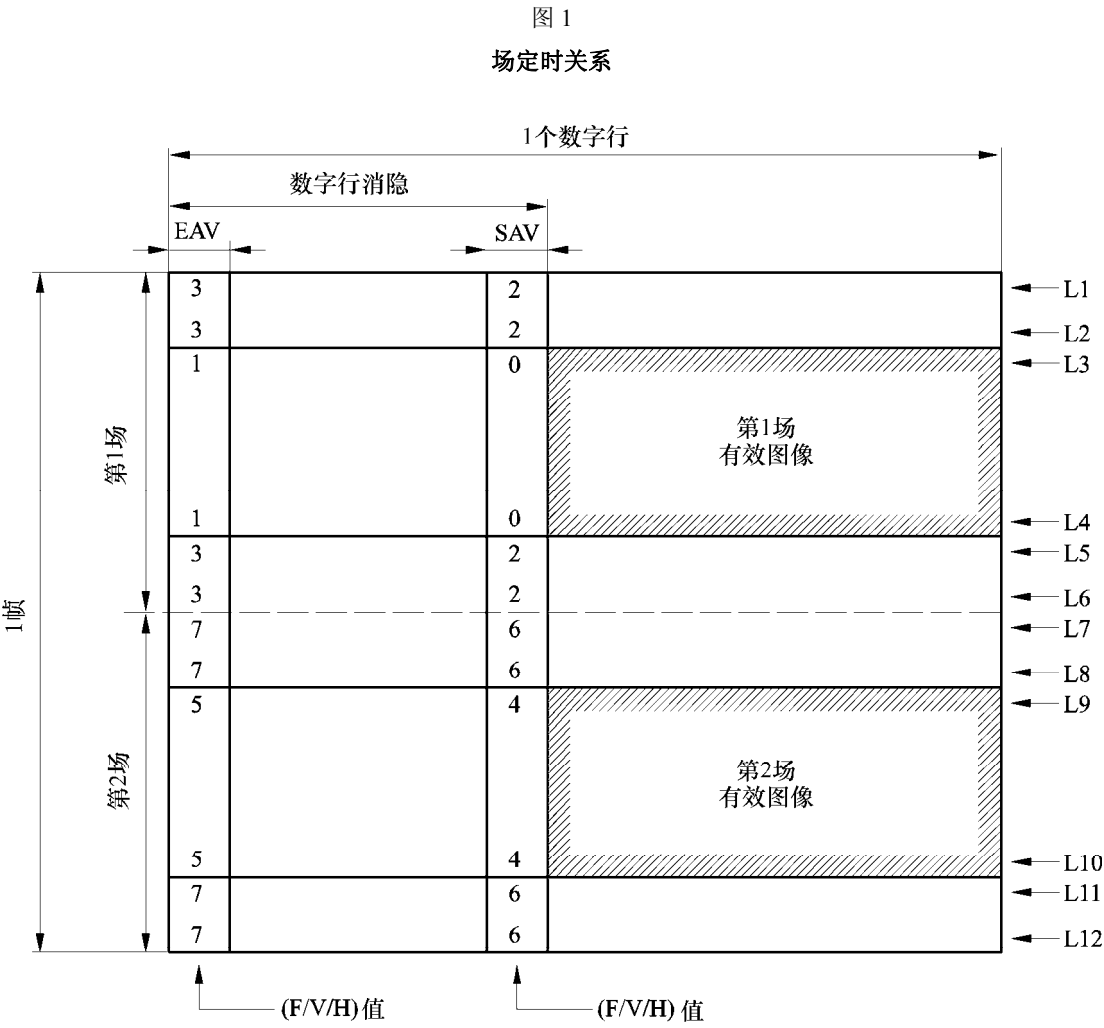 图 1
场定时关系
1个数字行
数字行消隐
EAV
SAV
3 2 L1
3 2 L2
1 0 L3
第1场
有效图像
第1场
1 0 L4
3 2 L5
3 2 L6
1帧
7 6 L7
7 6 L8
5 4 L9
第2场
有效图像
第2场
5 4 L10
7 6 L11
7 6 L12
(F/V/H) 值
(F/V/H) 值